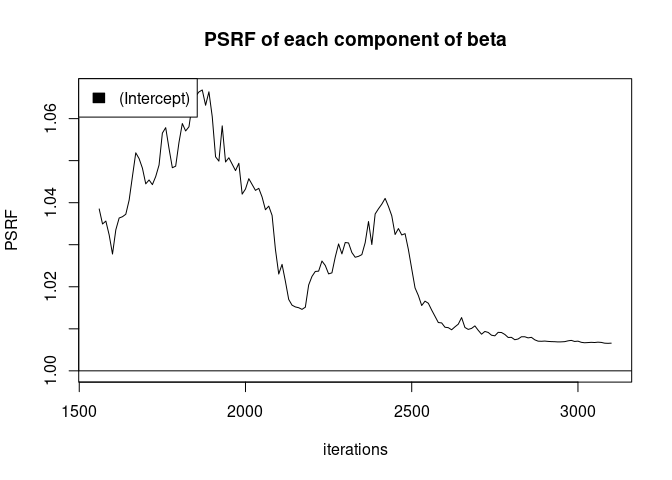 PSRF of each component of beta
(Intercept)
PSRF
1.06
1.04
1.02
1.00
1500 2000 2500 3000
iterations